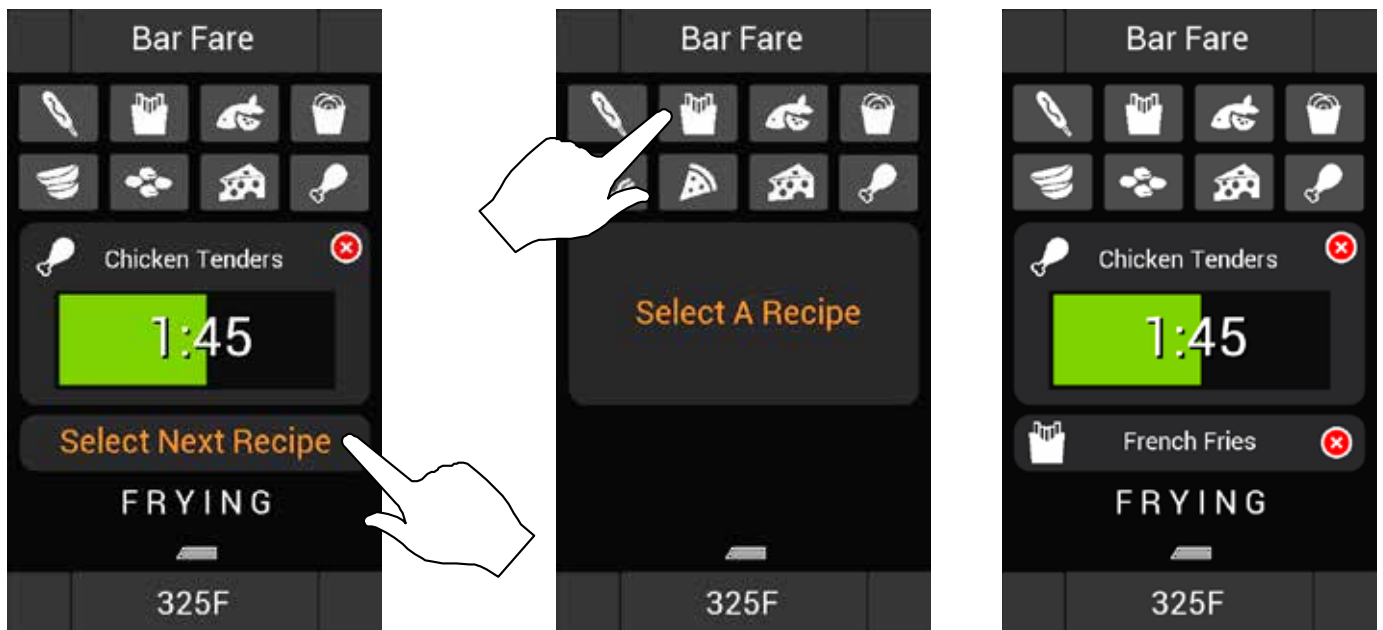 Bar Fare
Chicken Tenders
1:45
Select Next Recipe
FRYING
325F
Bar Fare
Select A Recipe
325F
Bar Fare
Chicken Tenders
1:45
French Fries
FRYING
325F